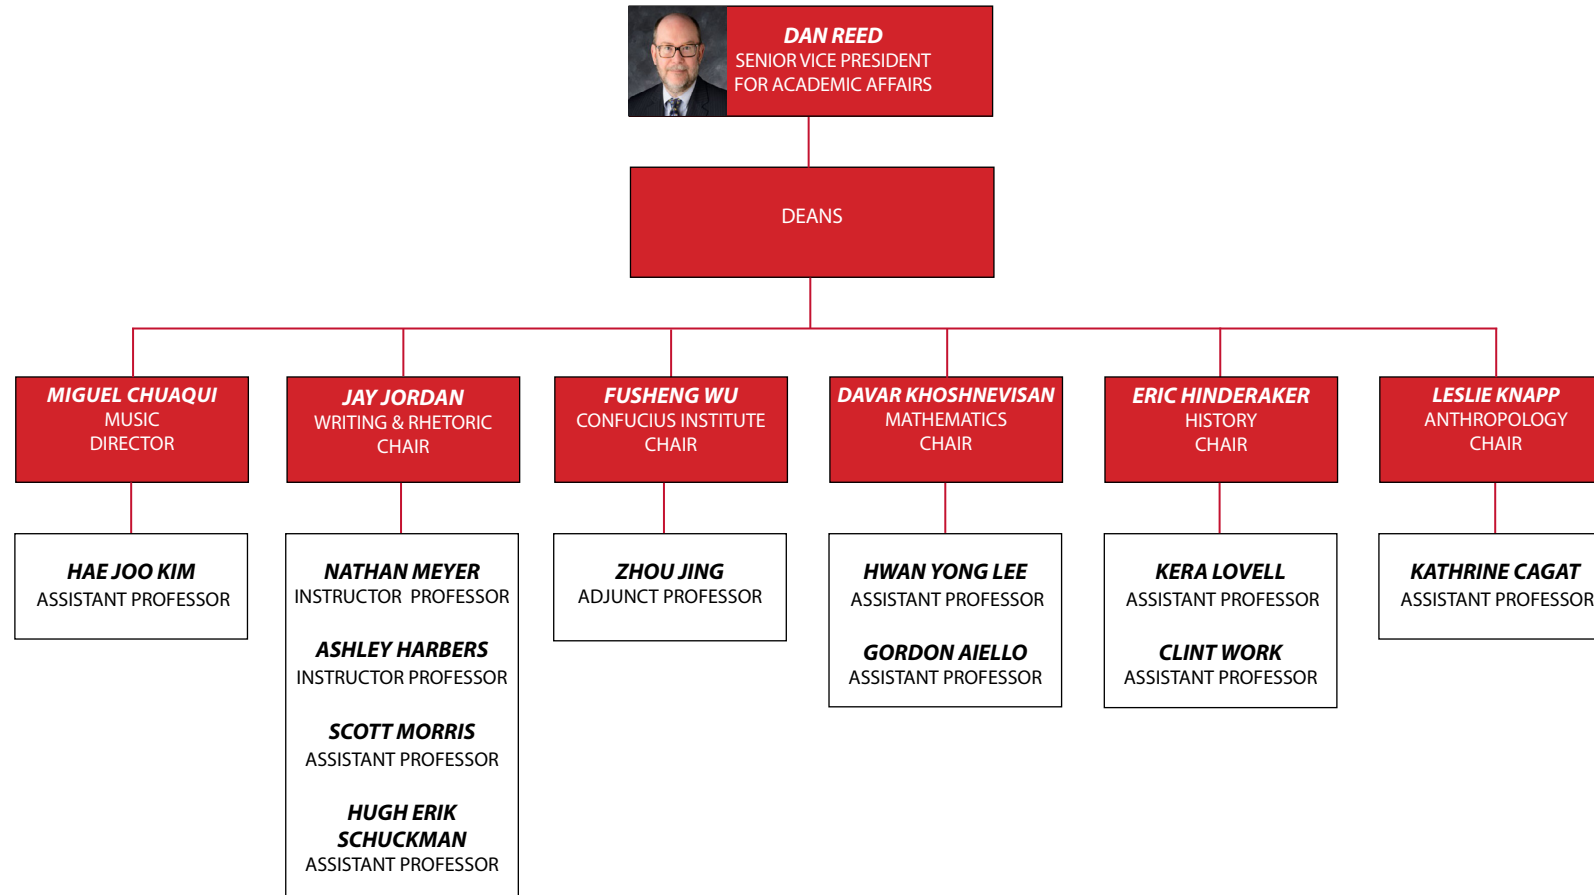 DAN REED
SENIOR VICE PRESIDENT
FOR ACADEMIC AFFAIRS
DEANS
MIGUEL CHUAQUI
MUSIC
DIRECTOR
JAY JORDAN
WRITING & RHETORIC
CHAIR
FUSHENG WU
CONFUCIUS INSTITUTE
CHAIR
DAVAR KHOSHNEVISAN
MATHEMATICS
CHAIR
ERIC HINDERAKER
HISTORY
CHAIR
LESLIE KNAPP
ANTHROPOLOGY
CHAIR
HAE JOO KIM
ASSISTANT PROFESSOR
NATHAN MEYER
INSTRUCTOR PROFESSOR
ASHLEY HARBERS
INSTRUCTOR PROFESSOR
SCOTT MORRIS
ASSISTANT PROFESSOR
HUGH ERIK
SCHUCKMAN
ASSISTANT PROFESSOR
ZHOU JING
ADJUNCT PROFESSOR
HWAN YONG LEE
ASSISTANT PROFESSOR
GORDON AIELLO
ASSISTANT PROFESSOR
KERA LOVELL
ASSISTANT PROFESSOR
CLINT WORK
ASSISTANT PROFESSOR
KATHRINE CAGAT
ASSISTANT PROFESSOR